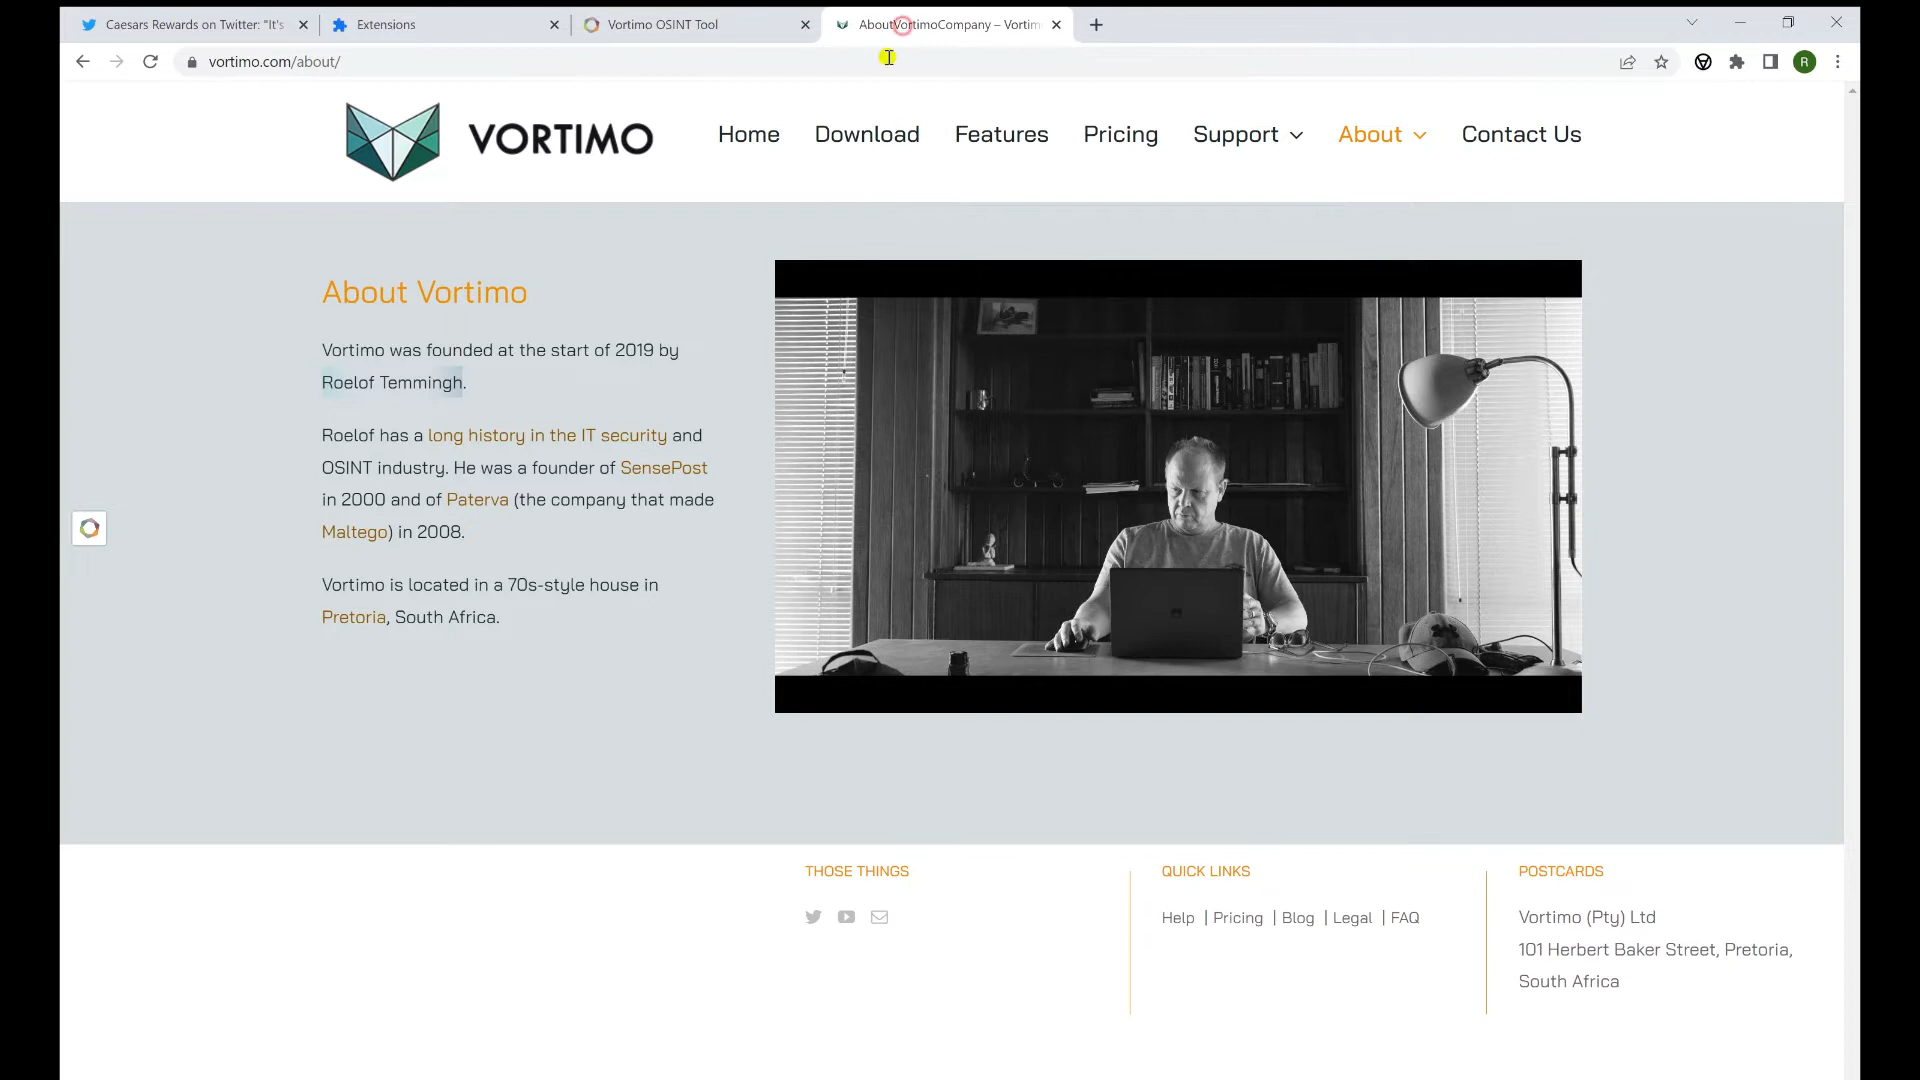 Caesars Rewards on Twitter: "It's
Extensions
Vortimo OSINT Tool
AboutVortimoCompany – Vortim
vortimo.com/about/
R
VORTIMO
Home
Download
Features
Pricing
Support
About
Contact Us
About Vortimo
Vortimo was founded at the start of 2019 by
Roelof Temmingh.
Roelof has a long history in the IT security and
OSINT industry. He was a founder of SensePost
in 2000 and of Paterva (the company that made
Maltego) in 2008.
Vortimo is located in a 70s-style house in
Pretoria, South Africa.
THOSE THINGS
QUICK LINKS
Help | Pricing | Blog | Legal | FAQ
POSTCARDS
Vortimo (Pty) Ltd
101 Herbert Baker Street, Pretoria,
South Africa